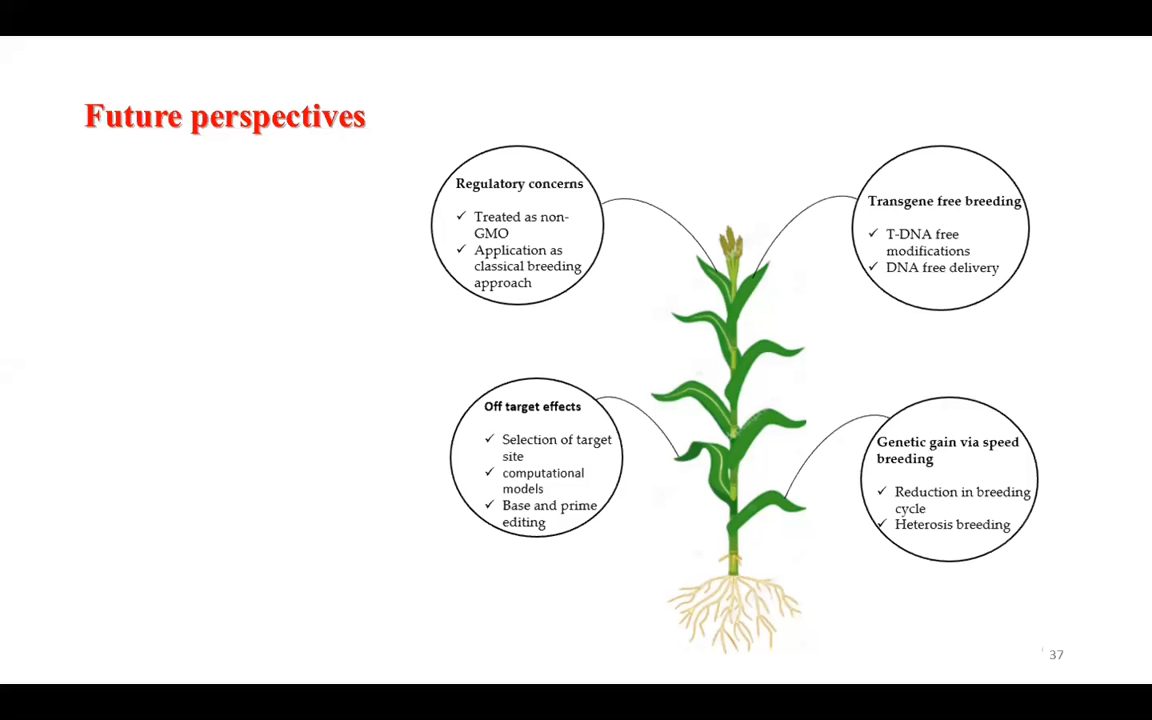 Future perspectives
Regulatory concerns
✓ Treated as non-
GMO
✓ Application as
classical breeding
approach
Transgene free breeding
✓ T-DNA free
modifications
✓ DNA free delivery
Off target effects
✓ Selection of target
site
✓ computational
models
✓ Base and prime
editing
Genetic gain via speed
breeding
✓ Reduction in breeding
cycle
✓ Heterosis breeding
37